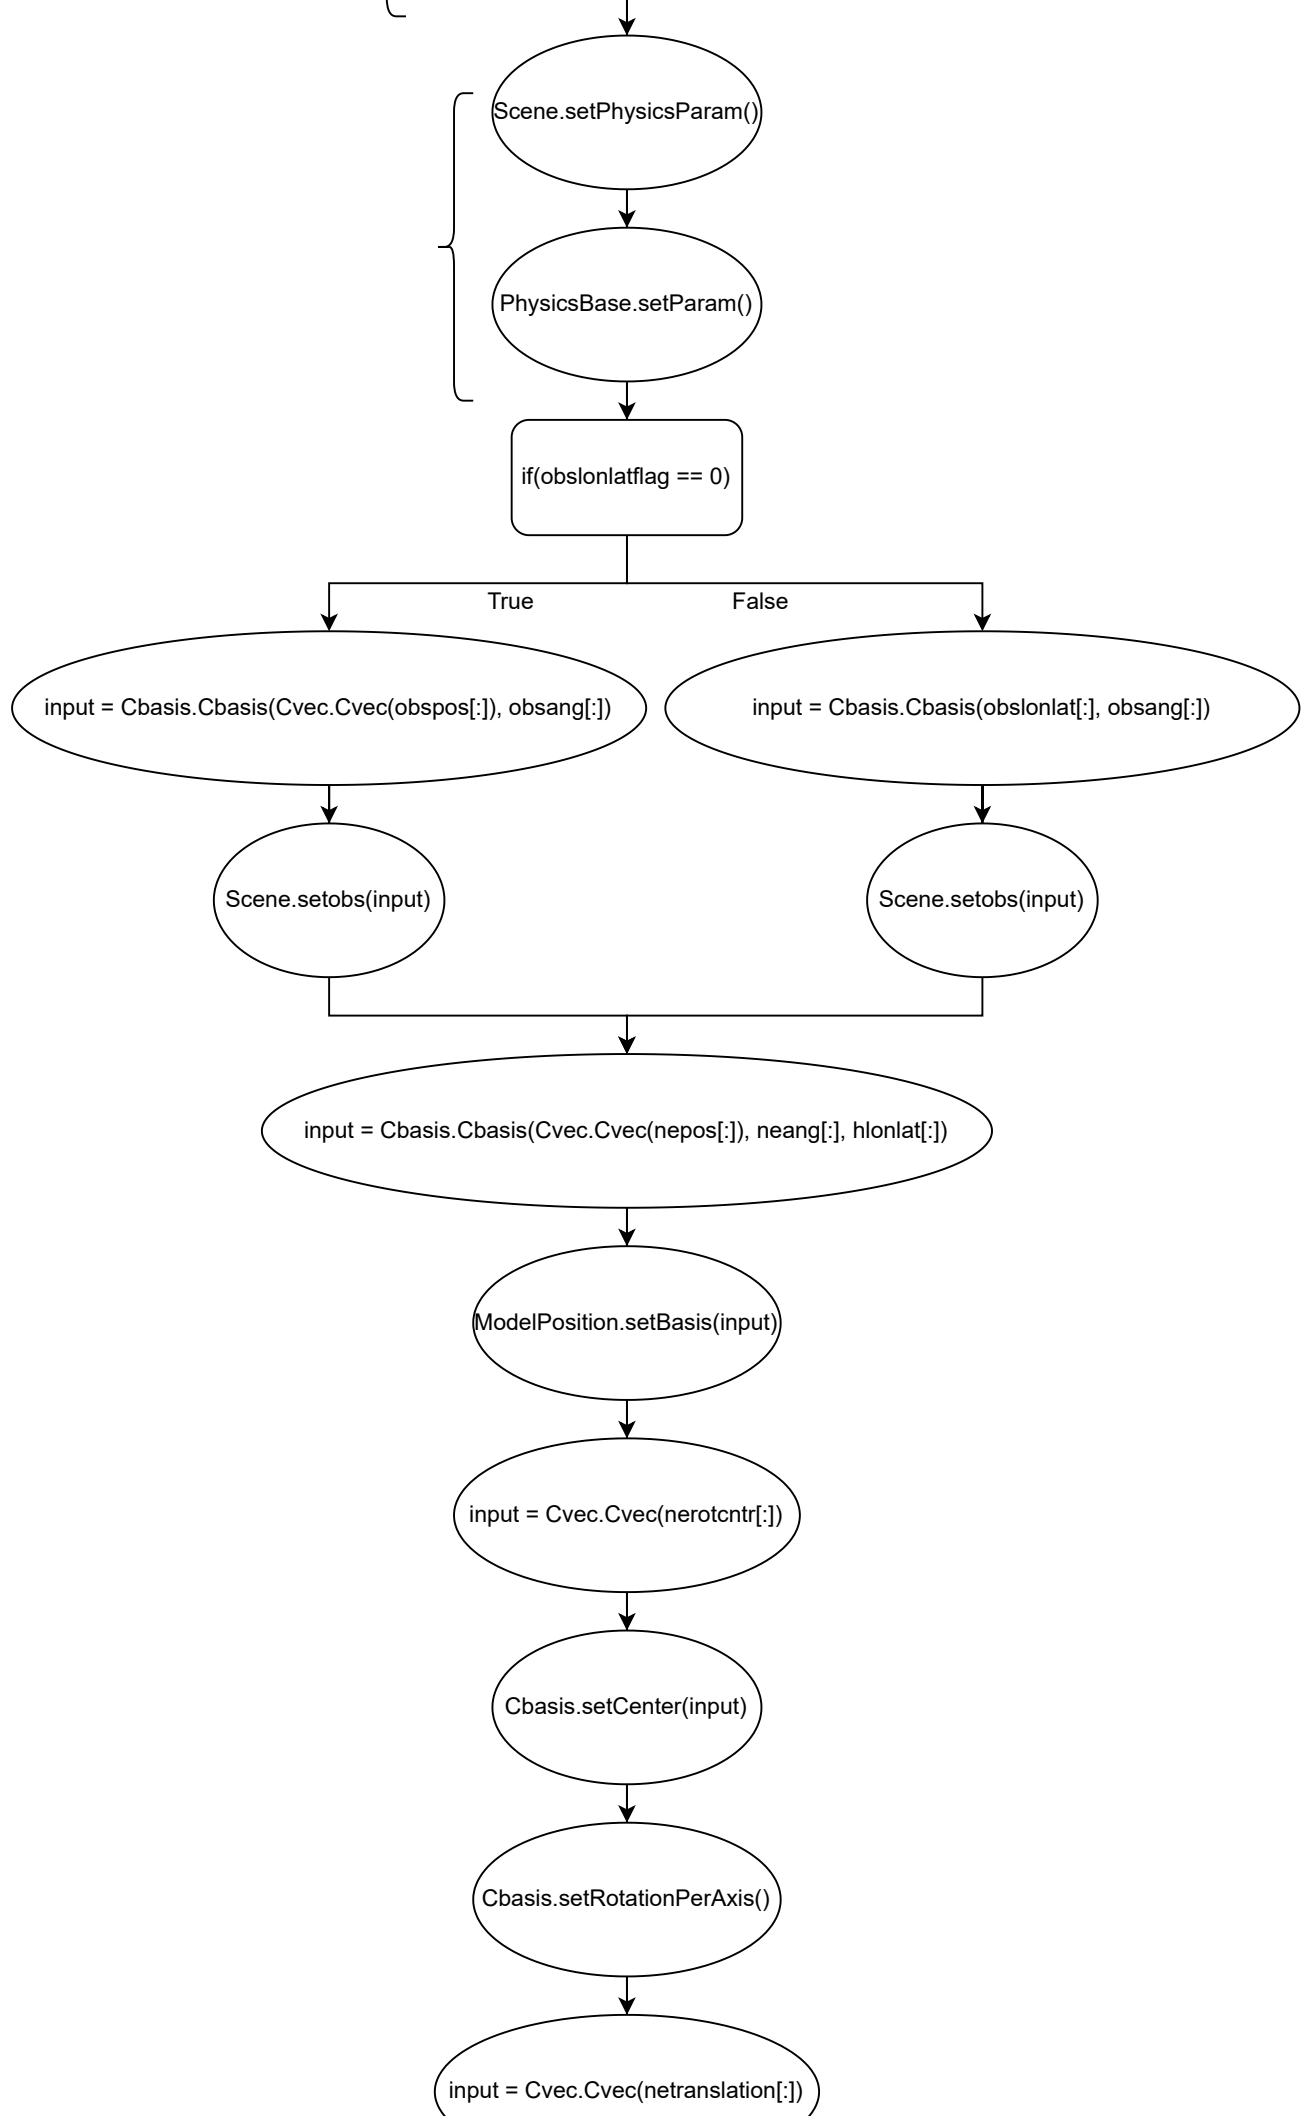 Scene.setPhysicsParam()
PhysicsBase.setParam()
if(obslonlatflag == 0)
True
False
input = Cbasis.Cbasis(Cvec.Cvec(obspos[:]), obsang[:])
input = Cbasis.Cbasis(obslonlat[:], obsang[:])
Scene.setobs(input)
Scene.setobs(input)
input = Cbasis.Cbasis(Cvec.Cvec(nepos[:]), neang[:], hlonlat[:])
ModelPosition.setBasis(input)
input = Cvec.Cvec(nerotcntr[:])
Cbasis.setCenter(input)
Cbasis.setRotationPerAxis()
input = Cvec.Cvec(netranslation[:])